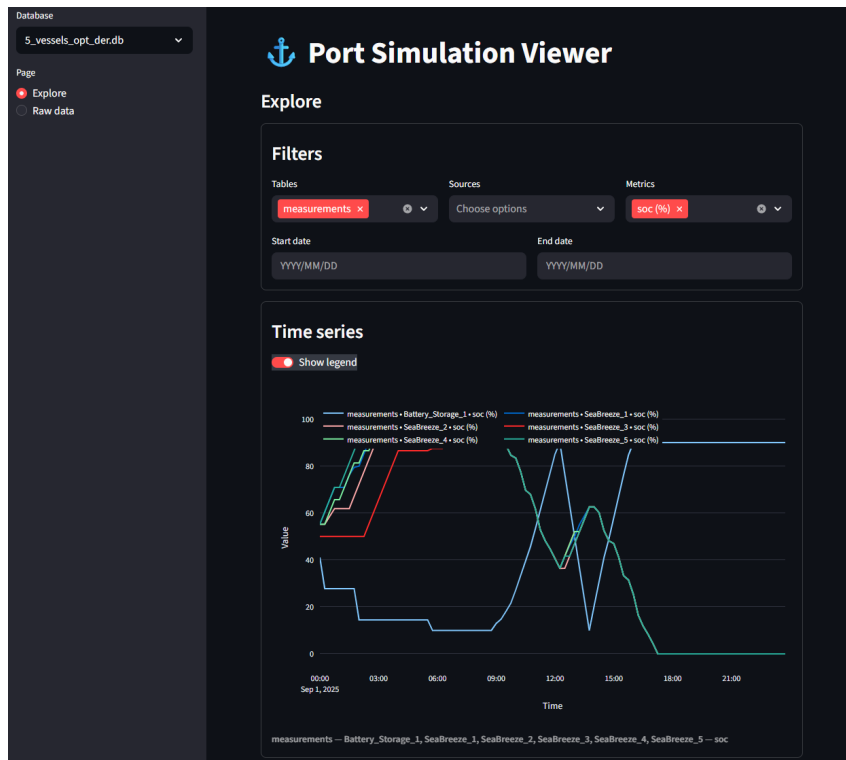 Database
5_vessels_opt_der.db
Page
Explore
Raw data
⚓ Port Simulation Viewer
Explore
Filters
Tables Sources Metrics
measurements × Choose options soc (%) ×
Start date End date
YYYY/MM/DD YYYY/MM/DD
Time series
Show legend
measurements • Battery_Storage_1 • soc (%) measurements • SeaBreeze_1 • soc (%)
measurements • SeaBreeze_2 • soc (%) measurements • SeaBreeze_3 • soc (%)
measurements • SeaBreeze_4 • soc (%) measurements • SeaBreeze_5 • soc (%)
100
80
60
40
20
0
Value
00:00 03:00 06:00 09:00 12:00 15:00 18:00 21:00
Sep 1, 2025
Time
measurements — Battery_Storage_1, SeaBreeze_1, SeaBreeze_2, SeaBreeze_3, SeaBreeze_4, SeaBreeze_5 — soc